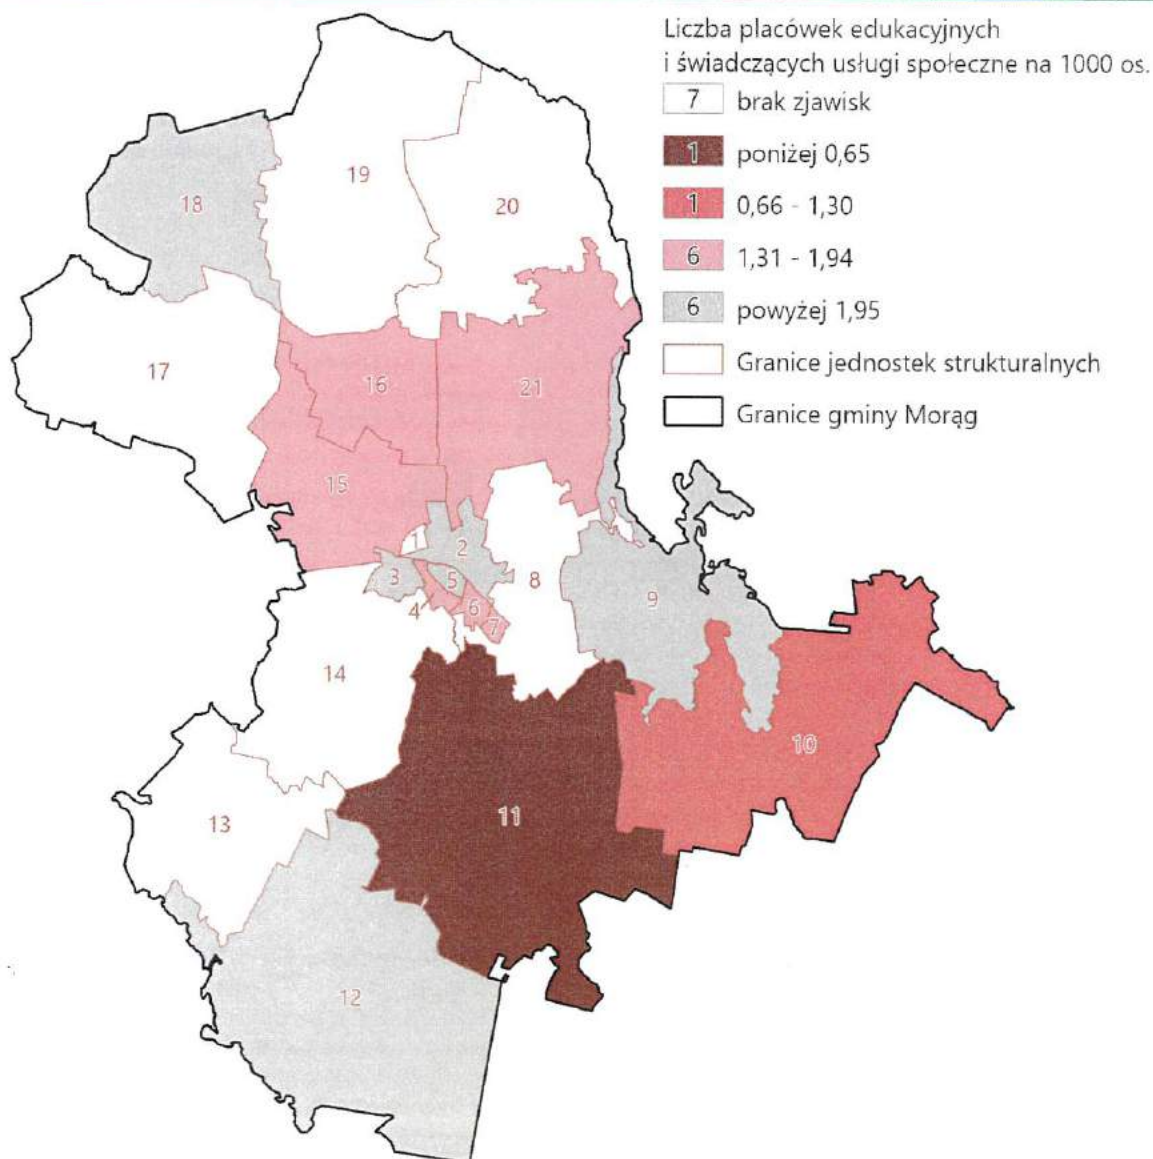 Liczba placówek edukacyjnych
i świadczących usługi społeczne na 1000 os.
7 brak zjawisk
1 poniżej 0,65
1 0,66 - 1,30
6 1,31 - 1,94
6 powyżej 1,95
Granice jednostek strukturalnych
Granice gminy Morąg
19
18
20
17
16
21
15
1
2
3
5
8
4
6
7
9
14
10
13
11
12